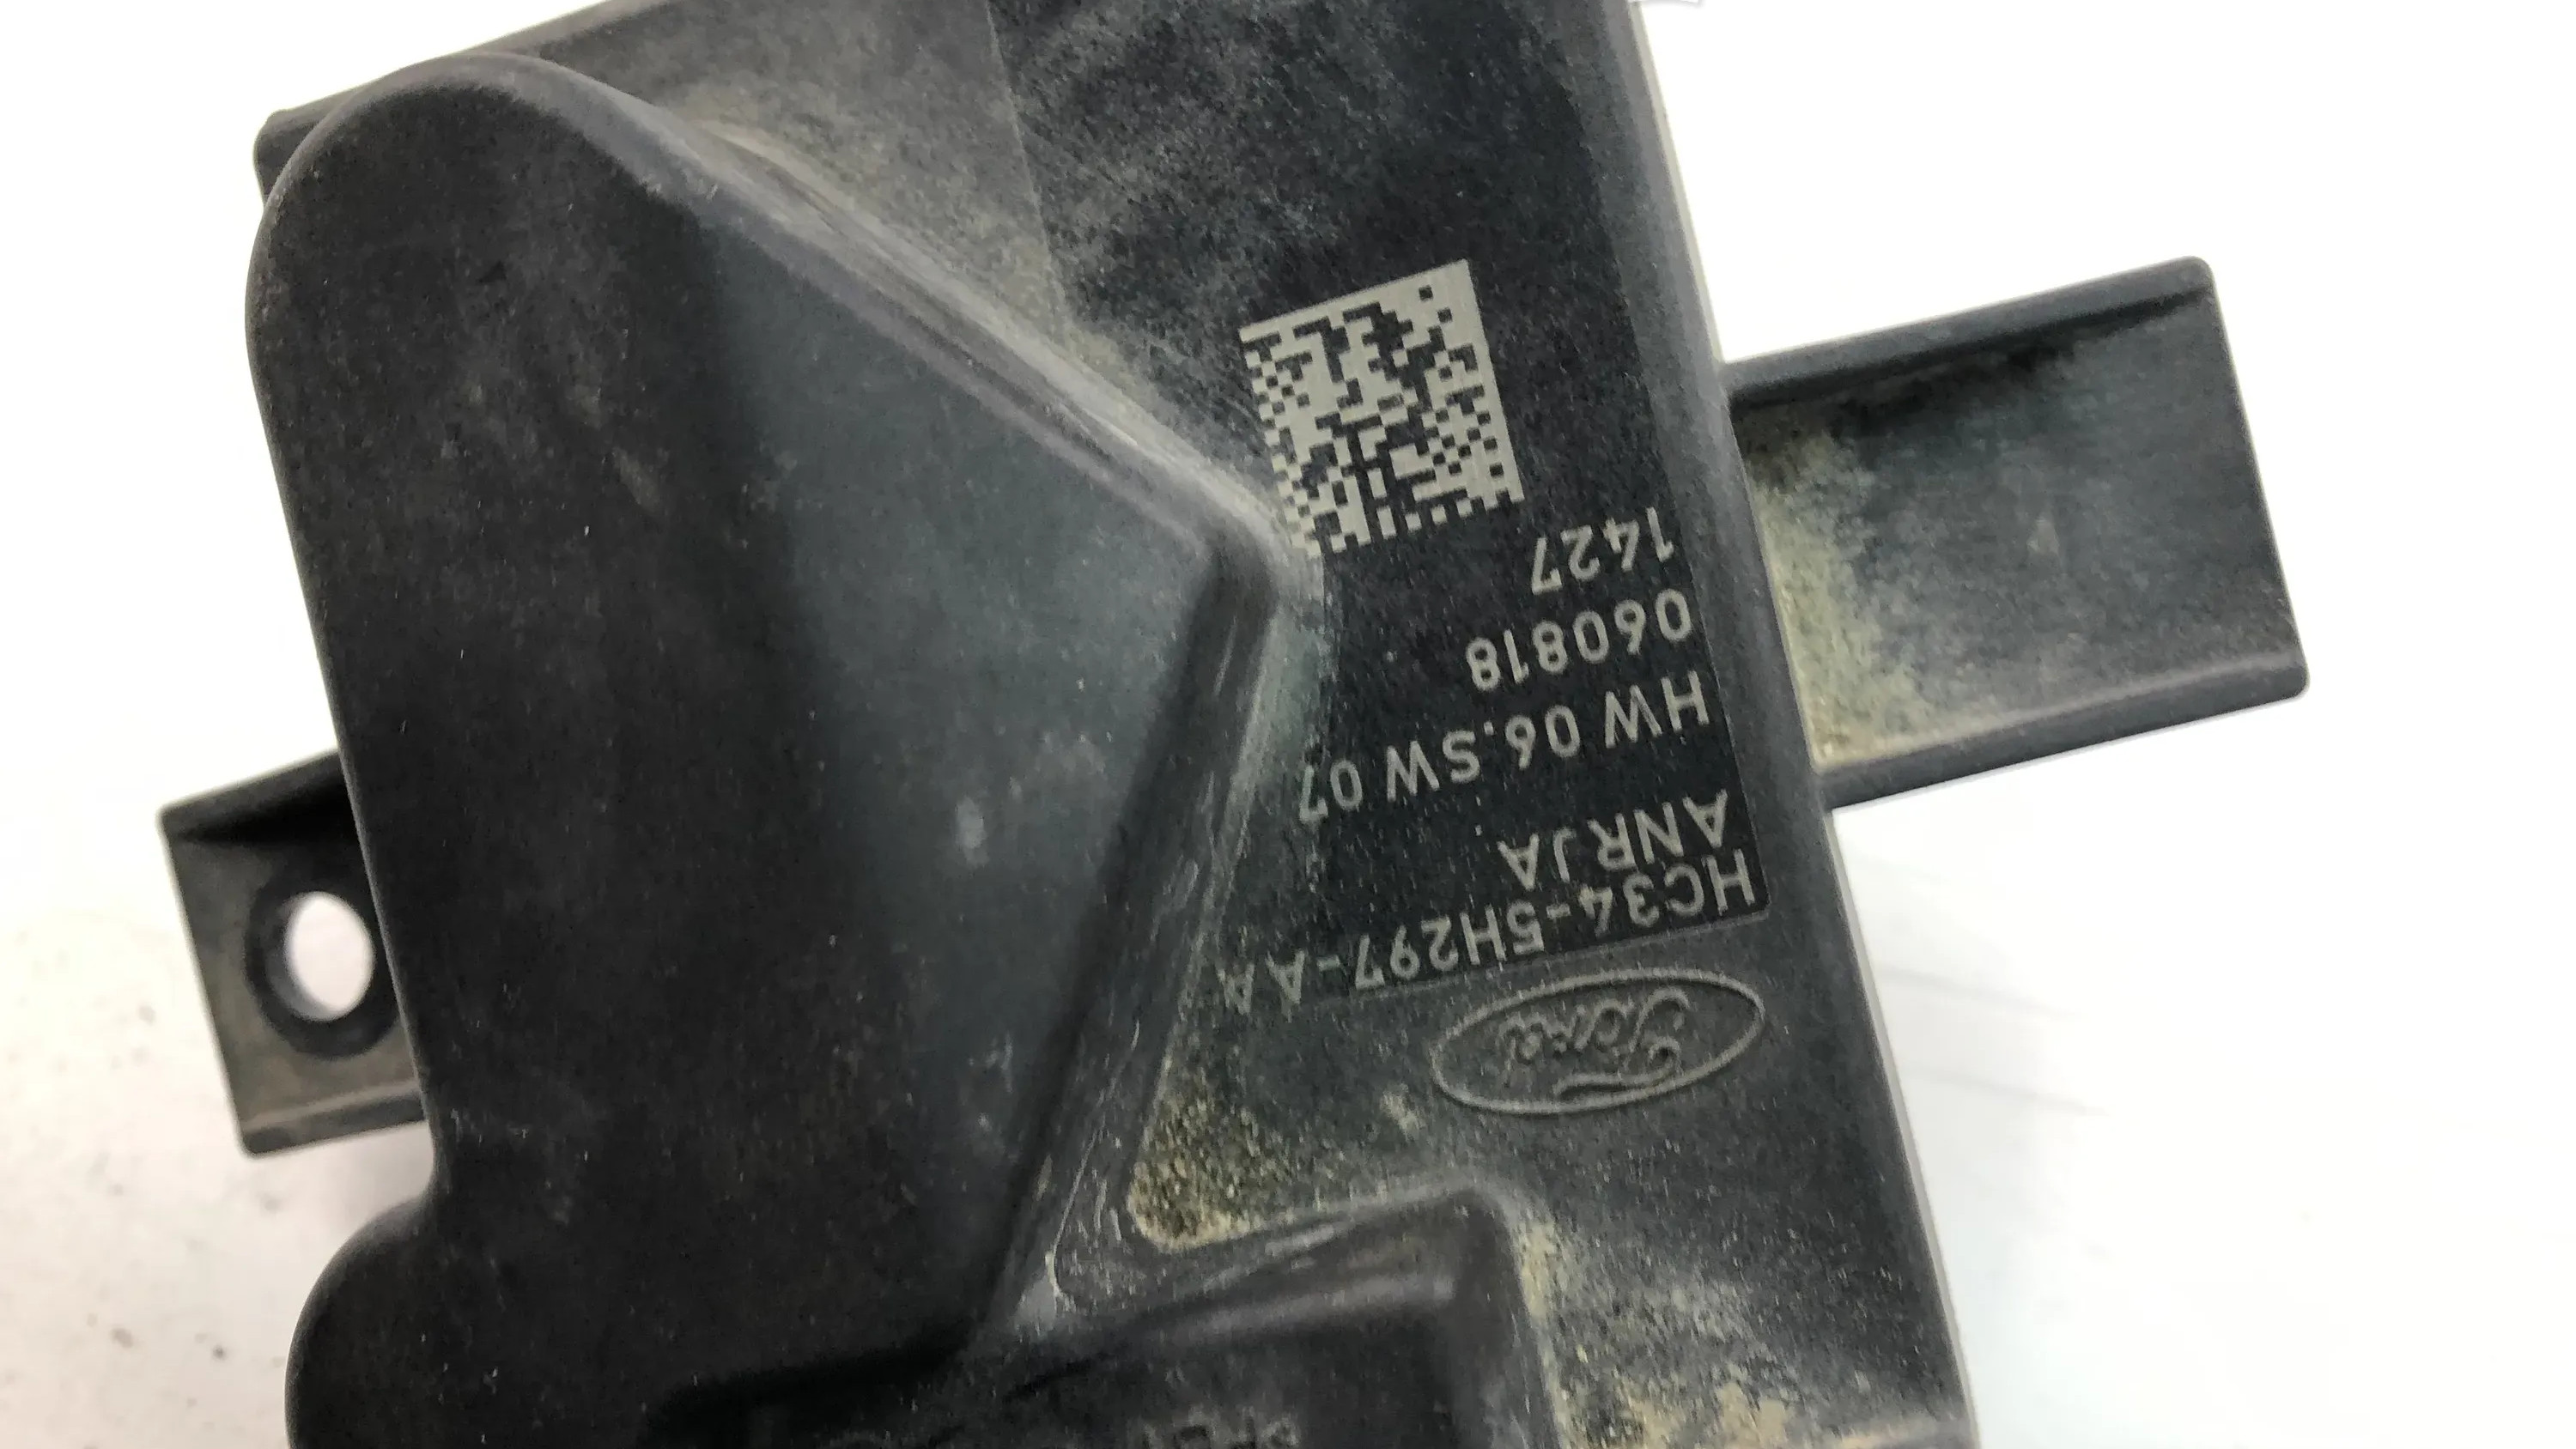 Ford
HC34-5H297-AA
ANRJA
HW 06.SW 07
060818
1427